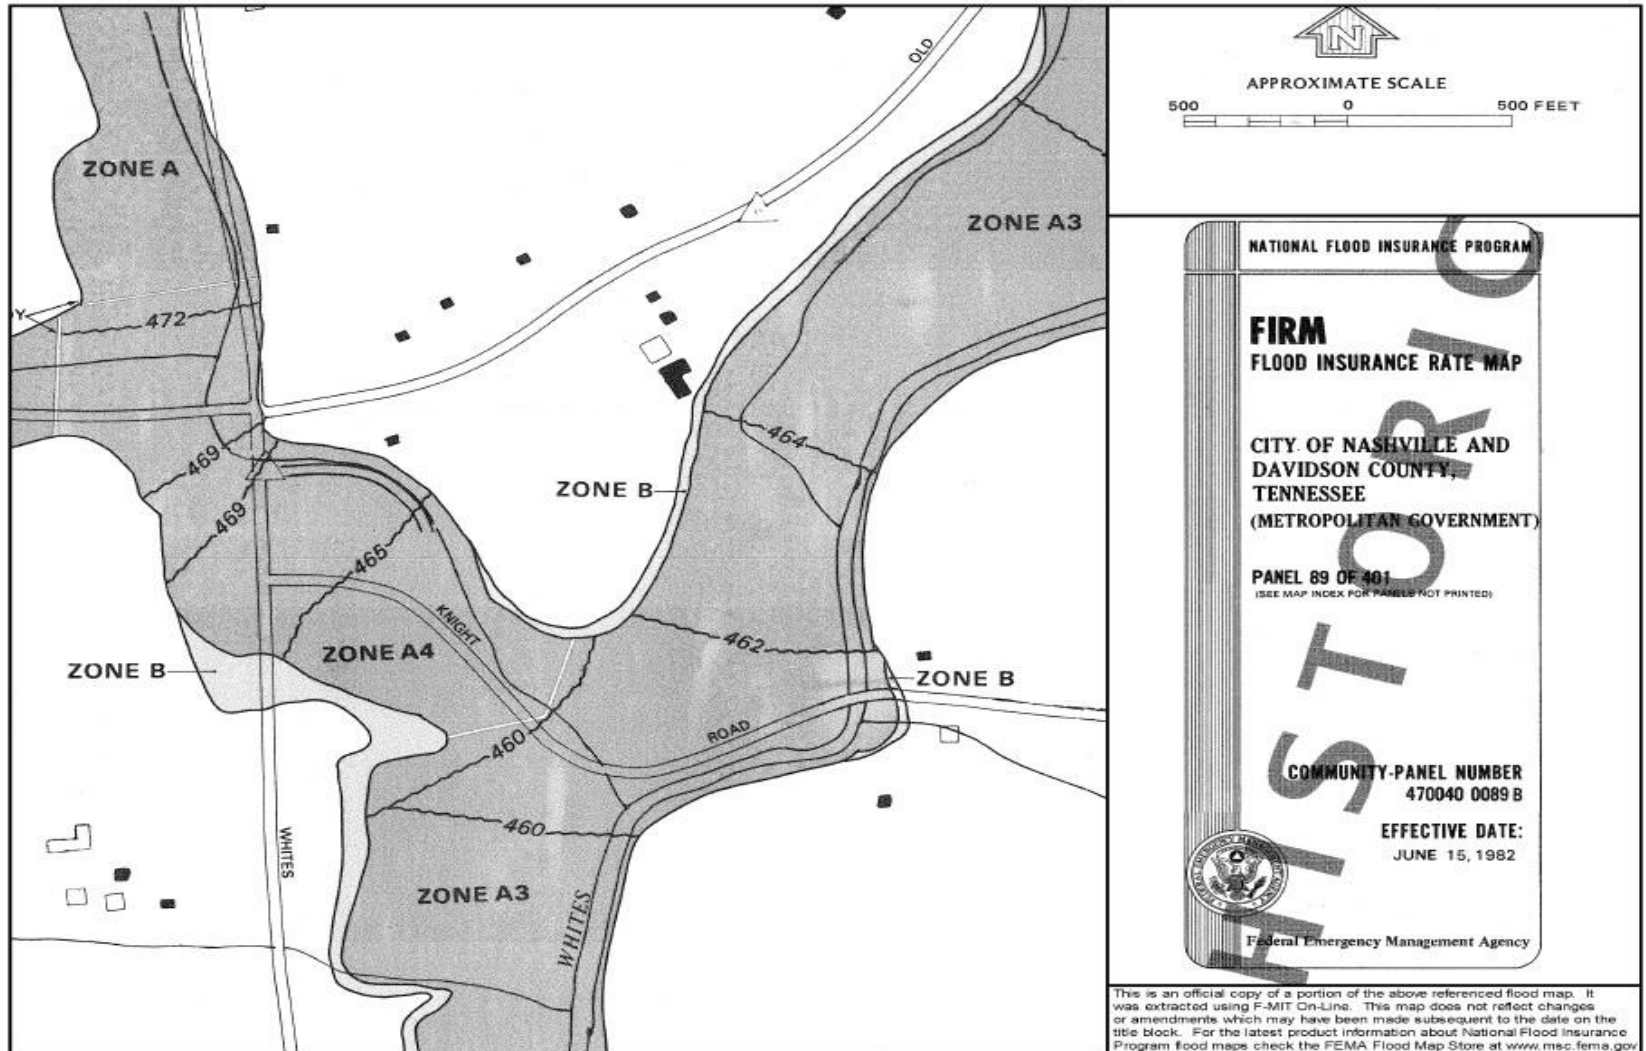 OLD
ZONE A
ZONE A3
Y
472
469
469
464
ZONE B
465
KNIGHT
ZONE A4
462
ZONE B
ZONE B
460
ROAD
460
WHITES
ZONE A3
WHITES
N
APPROXIMATE SCALE
500 0 500 FEET
NATIONAL FLOOD INSURANCE PROGRAM
FIRM
FLOOD INSURANCE RATE MAP
CITY OF NASHVILLE AND
DAVIDSON COUNTY,
TENNESSEE
(METROPOLITAN GOVERNMENT)
PANEL 89 OF 401
(SEE MAP INDEX FOR PANELS NOT PRINTED)
COMMUNITY-PANEL NUMBER
470040 0089 B
EFFECTIVE DATE:
JUNE 15, 1982
Federal Emergency Management Agency
HISTORIC
This is an official copy of a portion of the above referenced flood map. It
was extracted using F-MIT On-Line. This map does not reflect changes
or amendments which may have been made subsequent to the date on the
title block. For the latest product information about National Flood Insurance
Program flood maps check the FEMA Flood Map Store at www.msc.fema.gov